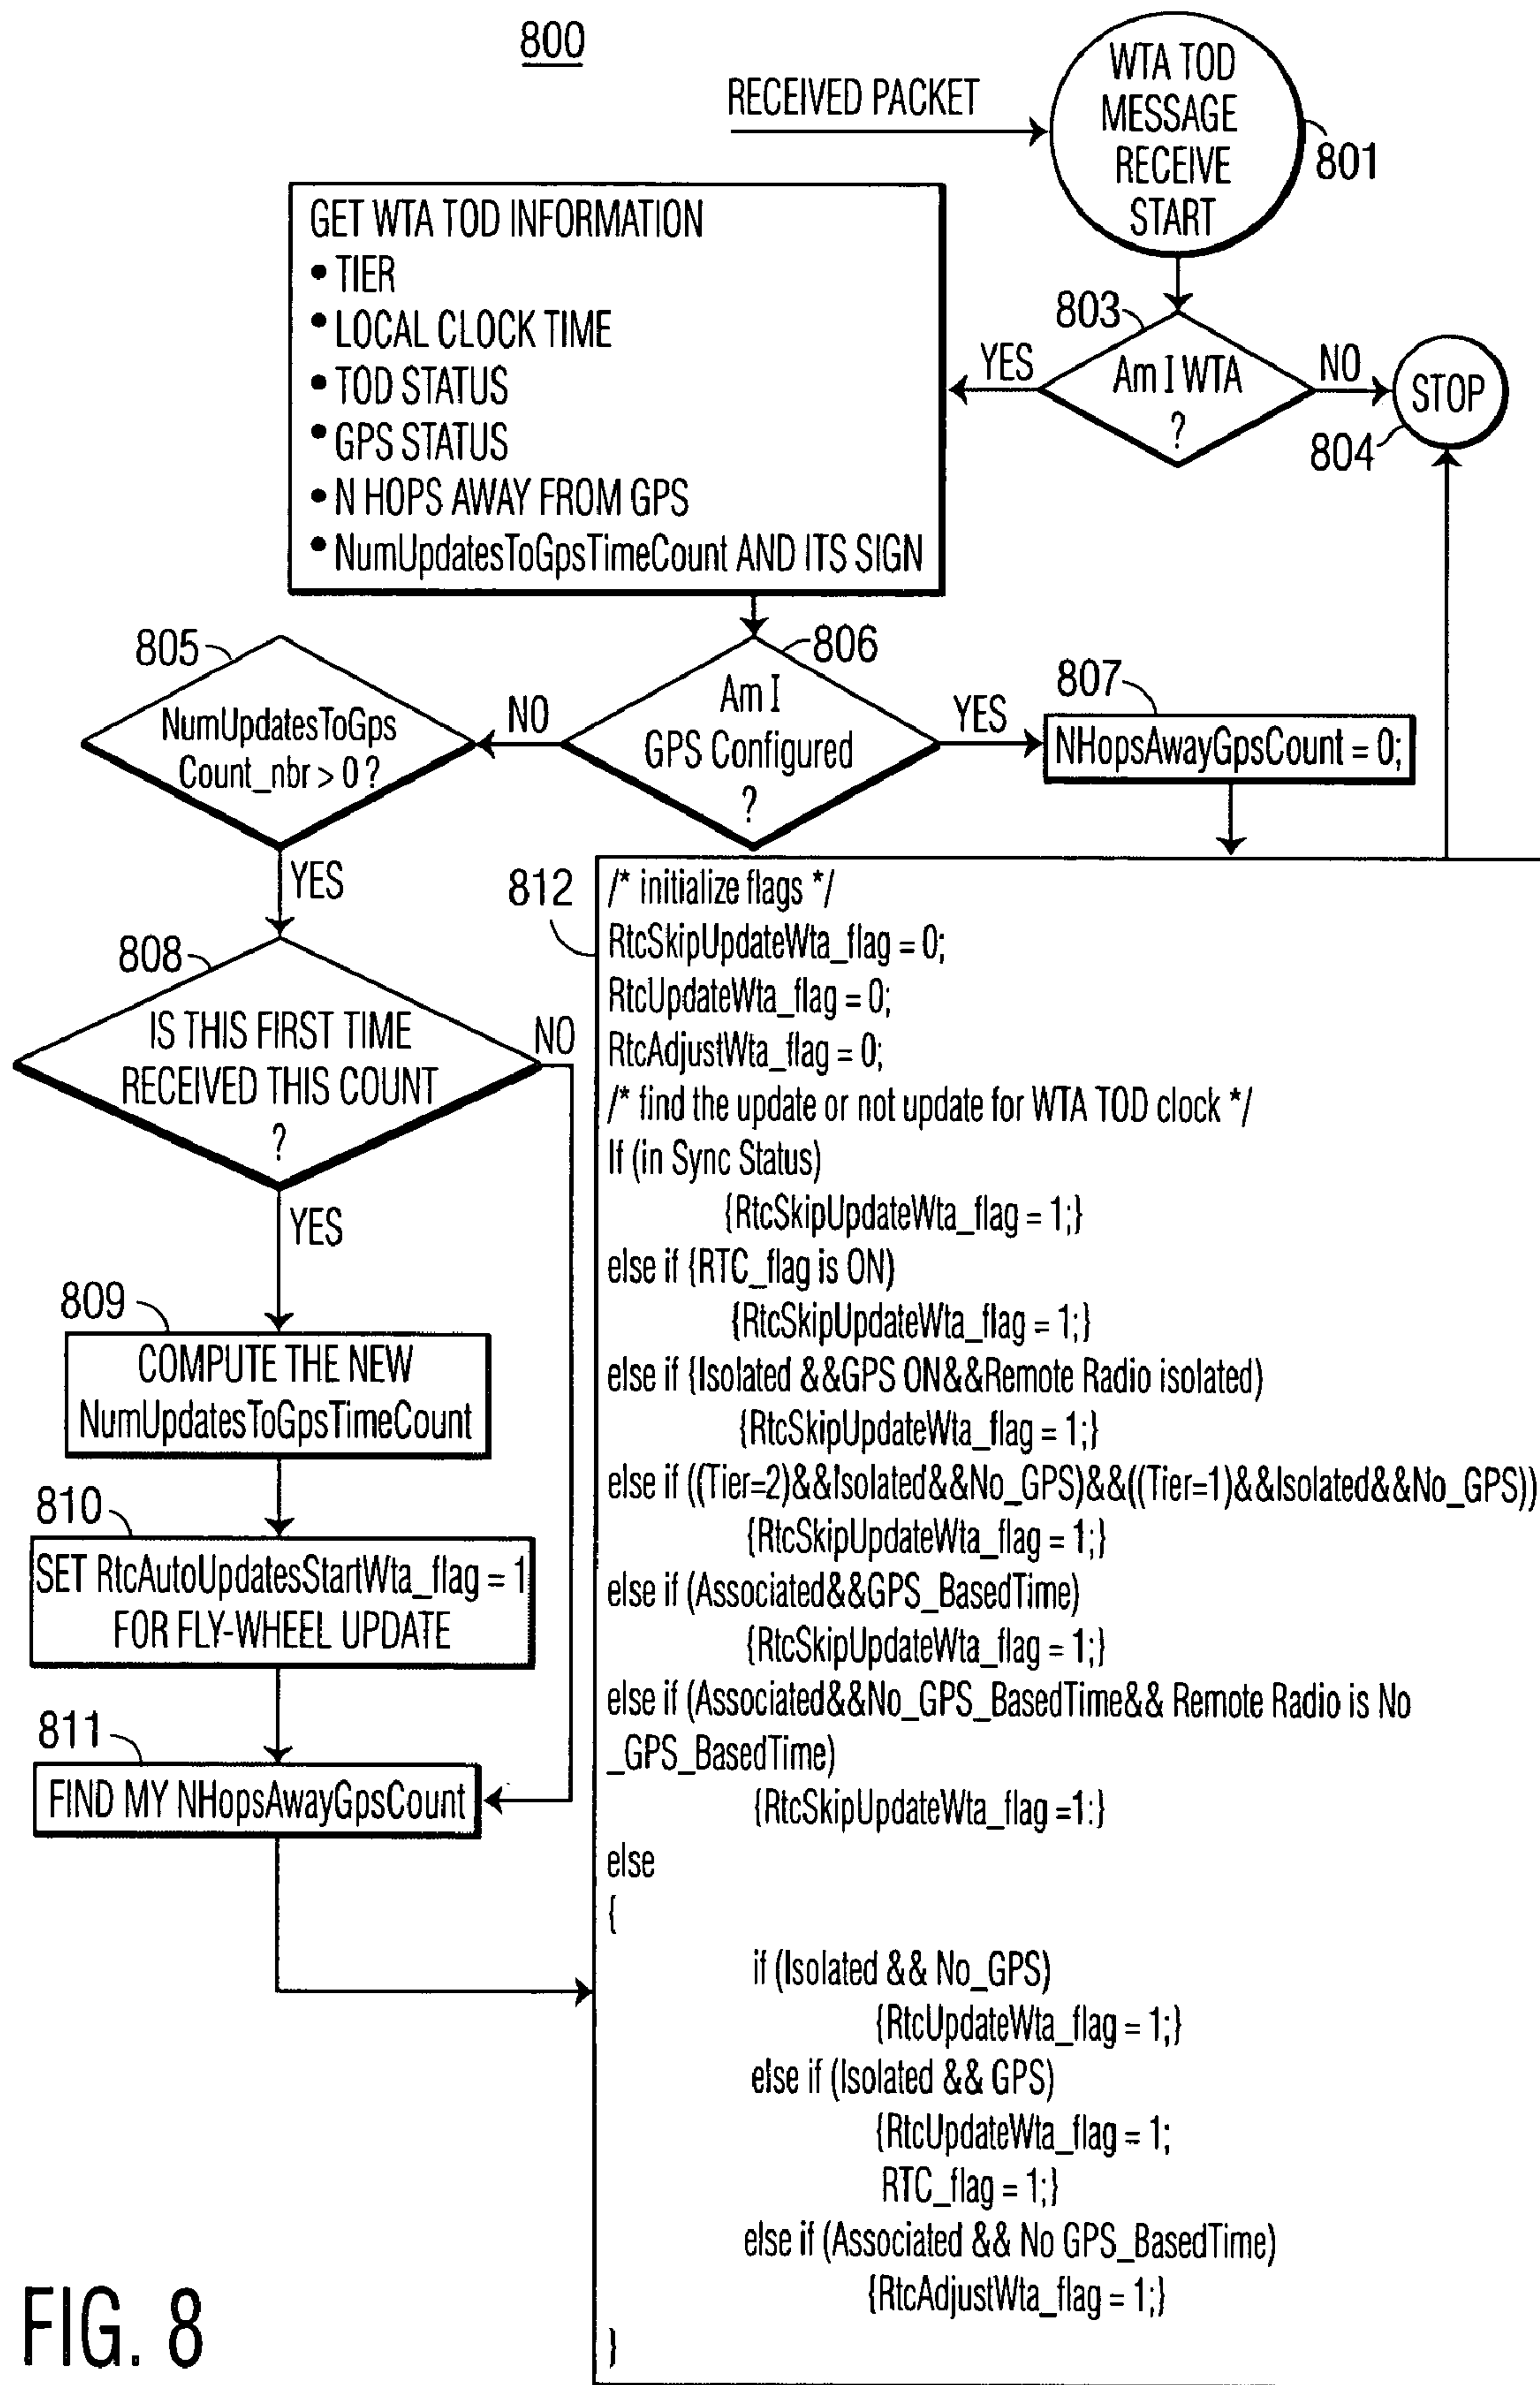 800
RECEIVED PACKET
WTA TOD
MESSAGE
RECEIVE
START
801
GET WTA TOD INFORMATION
• TIER
• LOCAL CLOCK TIME
• TOD STATUS
• GPS STATUS
• N HOPS AWAY FROM GPS
• NumUpdatesToGpsTimeCount AND ITS SIGN
803
YES
Am I WTA
?
NO
STOP
804
805
NumUpdatesToGps
Count_nbr > 0 ?
NO
806
Am I
GPS Configured
?
YES
807
NHopsAwayGpsCount = 0;
YES
808
IS THIS FIRST TIME
RECEIVED THIS COUNT
?
NO
YES
809
COMPUTE THE NEW
NumUpdatesToGpsTimeCount
810
SET RtcAutoUpdatesStartWta_flag = 1
FOR FLY-WHEEL UPDATE
811
FIND MY NHopsAwayGpsCount
812
/* initialize flags */
RtcSkipUpdateWta_flag = 0;
RtcUpdateWta_flag = 0;
RtcAdjustWta_flag = 0;
/* find the update or not update for WTA TOD clock */
If (in Sync Status)
{RtcSkipUpdateWta_flag = 1;}
else if {RTC_flag is ON)
{RtcSkipUpdateWta_flag = 1;}
else if {Isolated &&GPS ON&&Remote Radio isolated)
{RtcSkipUpdateWta_flag = 1;}
else if ((Tier=2)&&Isolated&&No_GPS)&&((Tier=1)&&Isolated&&No_GPS))
{RtcSkipUpdateWta_flag = 1;}
else if (Associated&&GPS_BasedTime)
{RtcSkipUpdateWta_flag = 1;}
else if (Associated&&No_GPS_BasedTime&& Remote Radio is No
_GPS_BasedTime)
{RtcSkipUpdateWta_flag =1:}
else
{
if (Isolated && No_GPS)
{RtcUpdateWta_flag = 1;}
else if (Isolated && GPS)
{RtcUpdateWta_flag = 1;
RTC_flag = 1;}
else if (Associated && No GPS_BasedTime)
{RtcAdjustWta_flag = 1;}
}
FIG. 8